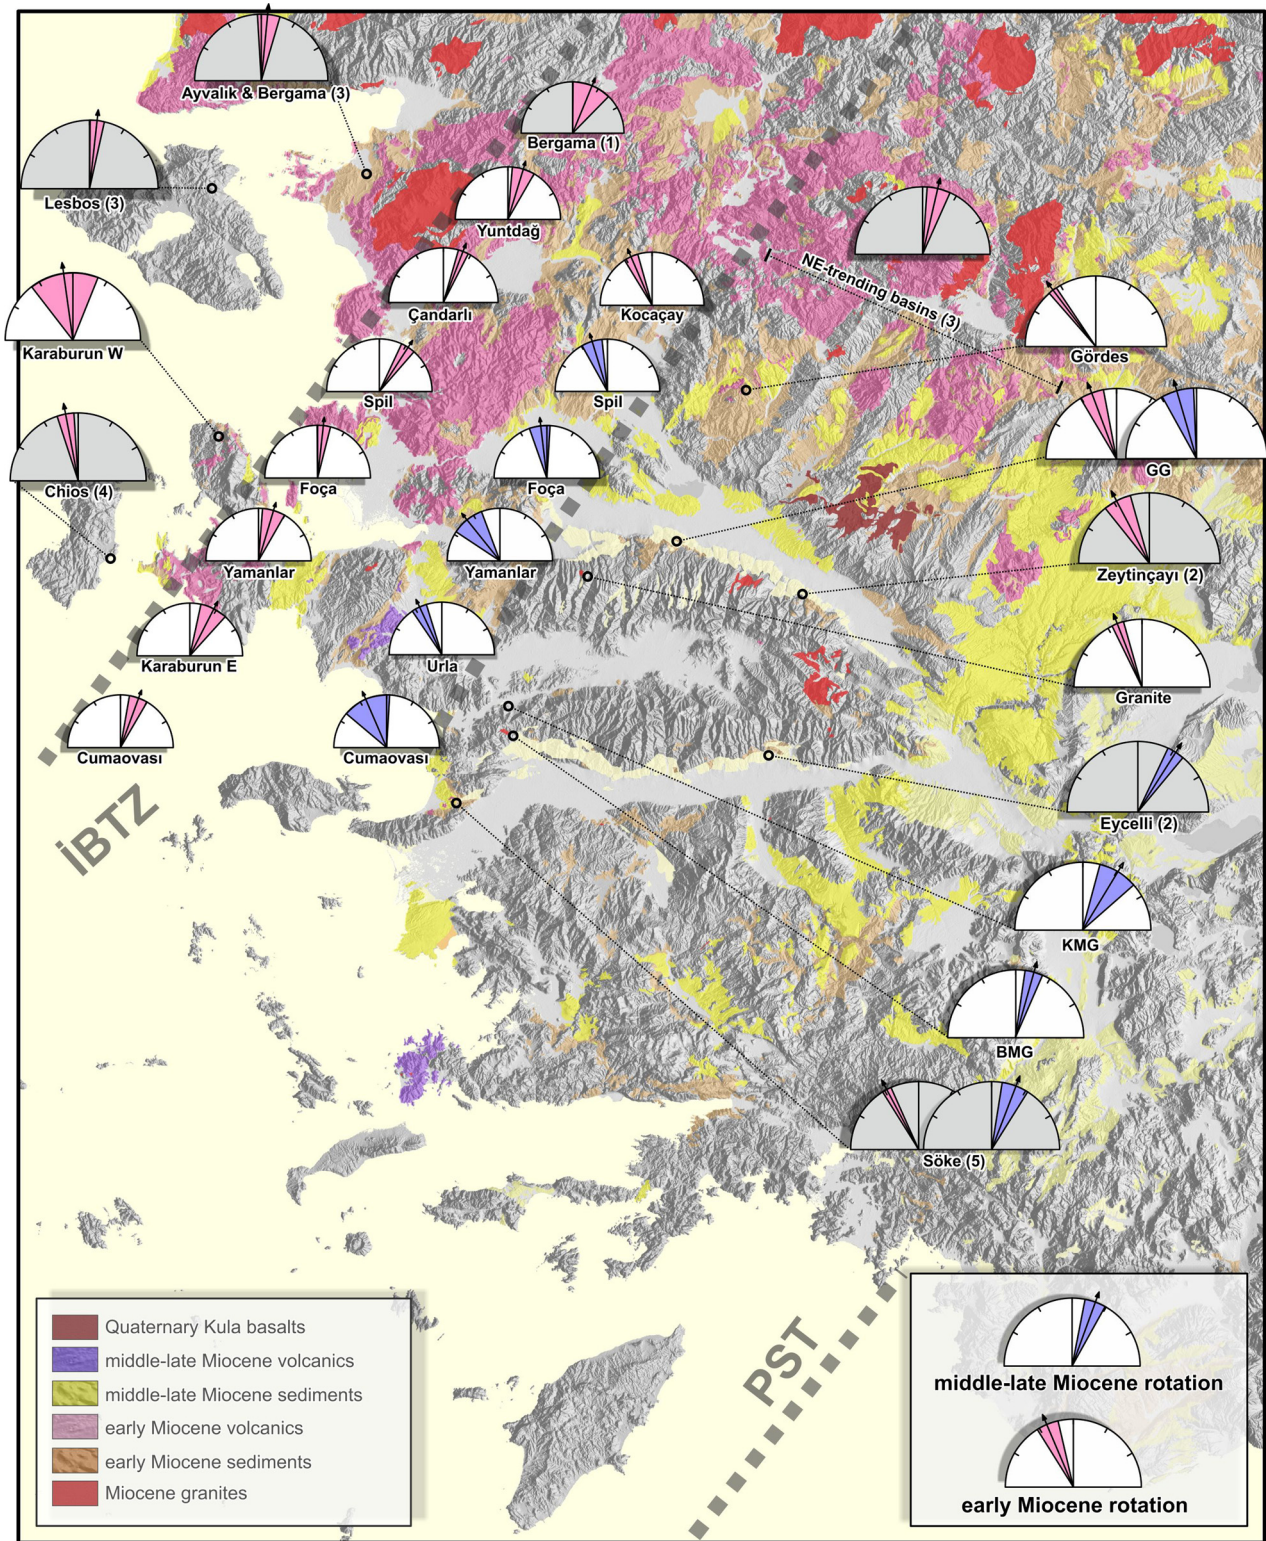 Ayvalık & Bergama (3)
Bergama (1)
Lesbos (3)
Yuntdağ
NE-trending basins (3)
Çandarlı
Kocaçay
Karaburun W
Gördes
Spil
Spil
GG
Chios (4)
Foça
Foça
Yamanlar
Yamanlar
Zeytinçayı (2)
Karaburun E
Urla
Granite
Cumaovası
Cumaovası
Eycelli (2)
İBTZ
KMG
BMG
Söke (5)
PST
Quaternary Kula basalts
middle-late Miocene volcanics
middle-late Miocene sediments
early Miocene volcanics
early Miocene sediments
Miocene granites
middle-late Miocene rotation
early Miocene rotation